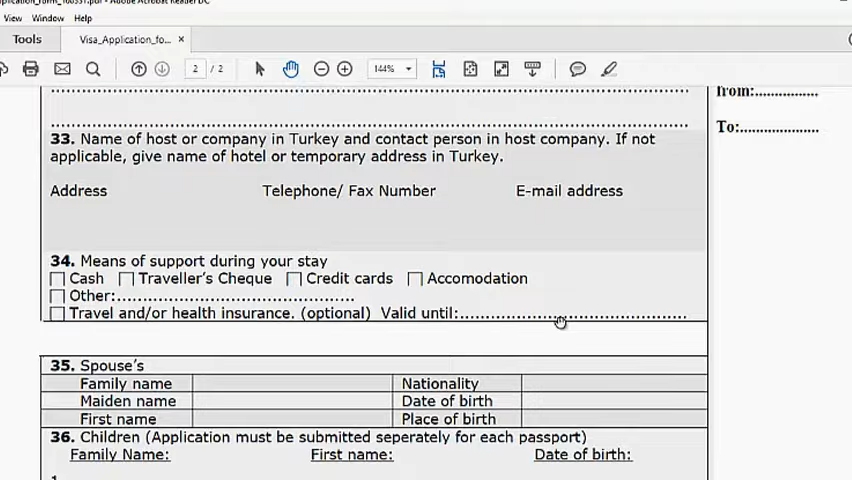 View Window Help
Tools Visa_Application_fo... ×
2 / 2 144%
from:...............
To:....................
33. Name of host or company in Turkey and contact person in host company. If not
applicable, give name of hotel or temporary address in Turkey.
Address Telephone/ Fax Number E-mail address
34. Means of support during your stay
Cash Traveller's Cheque Credit cards Accomodation
Other:................................................
Travel and/or health insurance. (optional) Valid until:..............................................
35. Spouse's
Family name Nationality
Maiden name Date of birth
First name Place of birth
36. Children (Application must be submitted seperately for each passport)
Family Name: First name: Date of birth: